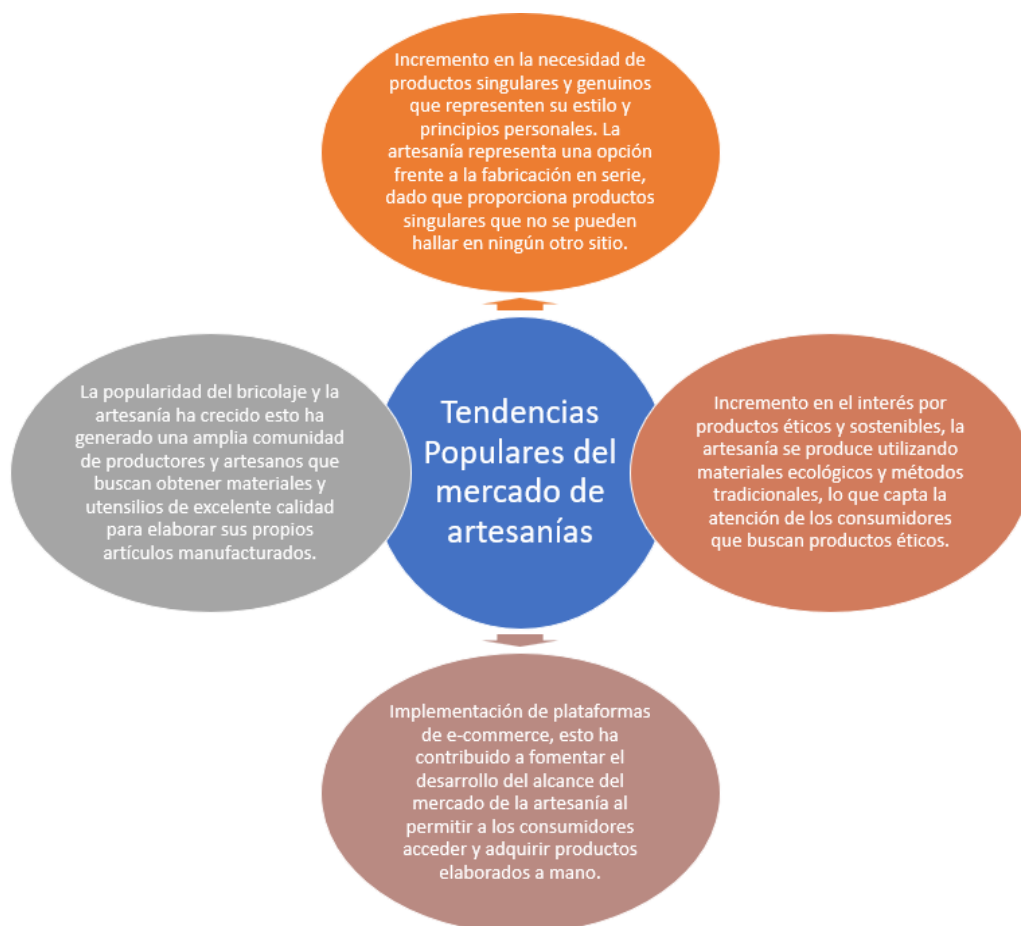 Incremento en la necesidad de
productos singulares y genuinos
que representen su estilo y
principios personales. La
artesanía representa una opción
frente a la fabricación en serie,
dado que proporciona productos
singulares que no se pueden
hallar en ningún otro sitio.
La popularidad del bricolaje y la
artesanía ha crecido esto ha
generado una amplia comunidad
de productores y artesanos que
buscan obtener materiales y
utensilios de excelente calidad
para elaborar sus propios
artículos manufacturados.
Tendencias
Populares del
mercado de
artesanías
Incremento en el interés por
productos éticos y sostenibles, la
artesanía se produce utilizando
materiales ecológicos y métodos
tradicionales, lo que capta la
atención de los consumidores
que buscan productos éticos.
Implementación de plataformas
de e-commerce, esto ha
contribuido a fomentar el
desarrollo del alcance del
mercado de la artesanía al
permitir a los consumidores
acceder y adquirir productos
elaborados a mano.